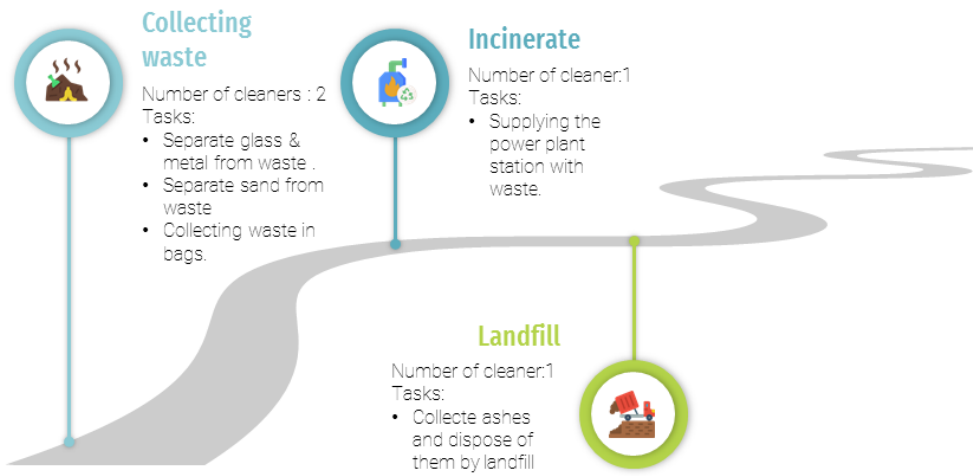 Collecting
waste
Number of cleaners : 2
Tasks:
• Separate glass &
metal from waste .
• Separate sand from
waste
• Collecting waste in
bags.
Incinerate
Number of cleaner:1
Tasks:
• Supplying the
power plant
station with
waste.
Landfill
Number of cleaner:1
Tasks:
• Collecte ashes
and dispose of
them by landfill